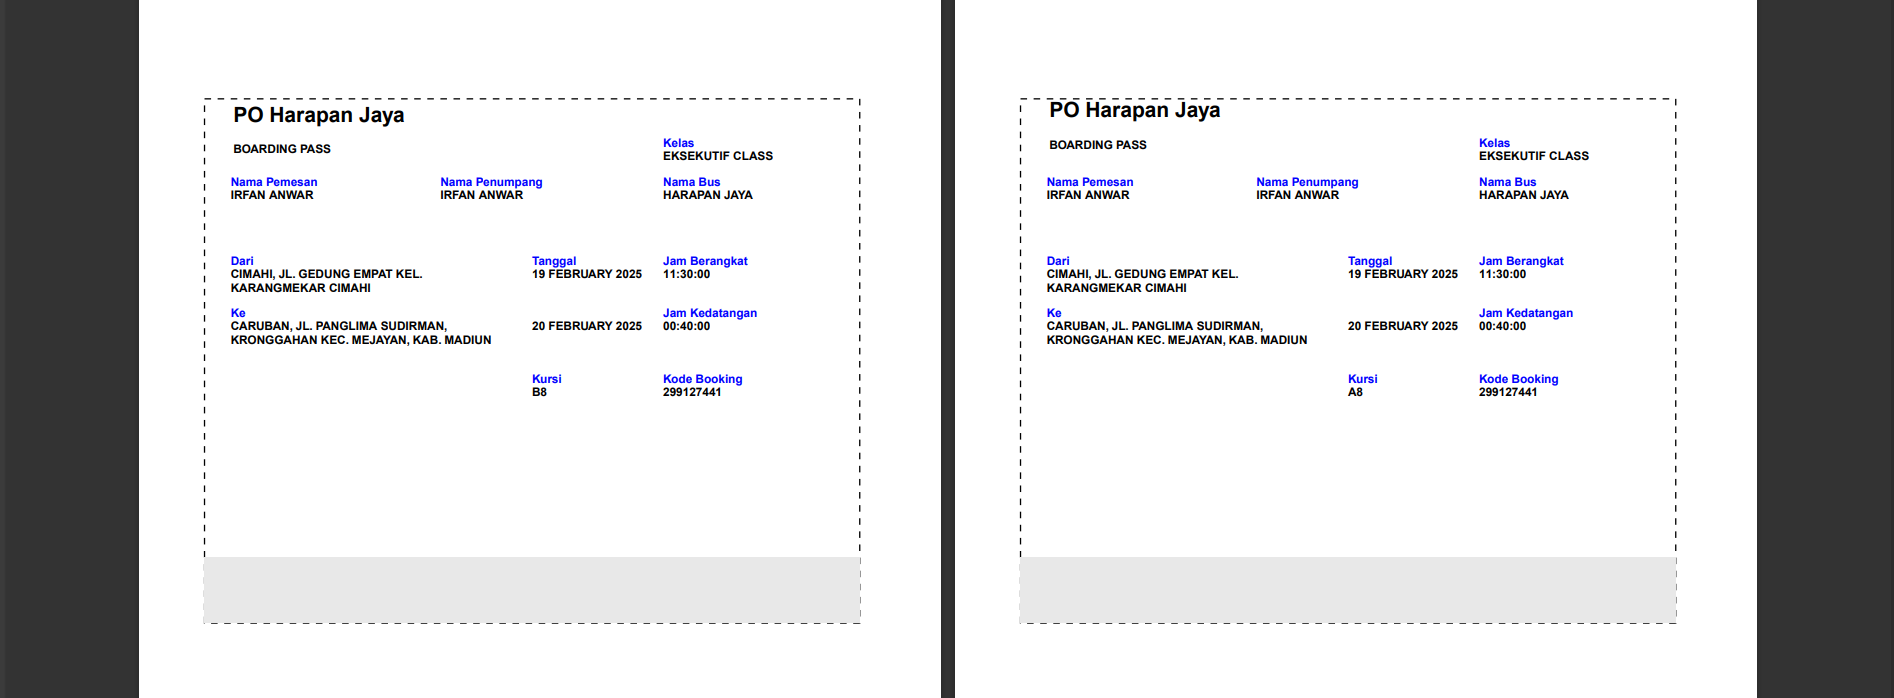 PO Harapan Jaya
BOARDING PASS
Kelas
EKSEKUTIF CLASS
Nama Pemesan
IRFAN ANWAR
Nama Penumpang
IRFAN ANWAR
Nama Bus
HARAPAN JAYA
Dari
CIMAHI, JL. GEDUNG EMPAT KEL.
KARANGMEKAR CIMAHI
Tanggal
19 FEBRUARY 2025
Jam Berangkat
11:30:00
Ke
CARUBAN, JL. PANGLIMA SUDIRMAN,
KRONGGAHAN KEC. MEJAYAN, KAB. MADIUN
20 FEBRUARY 2025
Jam Kedatangan
00:40:00
Kursi
B8
Kode Booking
299127441
PO Harapan Jaya
BOARDING PASS
Kelas
EKSEKUTIF CLASS
Nama Pemesan
IRFAN ANWAR
Nama Penumpang
IRFAN ANWAR
Nama Bus
HARAPAN JAYA
Dari
CIMAHI, JL. GEDUNG EMPAT KEL.
KARANGMEKAR CIMAHI
Tanggal
19 FEBRUARY 2025
Jam Berangkat
11:30:00
Ke
CARUBAN, JL. PANGLIMA SUDIRMAN,
KRONGGAHAN KEC. MEJAYAN, KAB. MADIUN
20 FEBRUARY 2025
Jam Kedatangan
00:40:00
Kursi
A8
Kode Booking
299127441